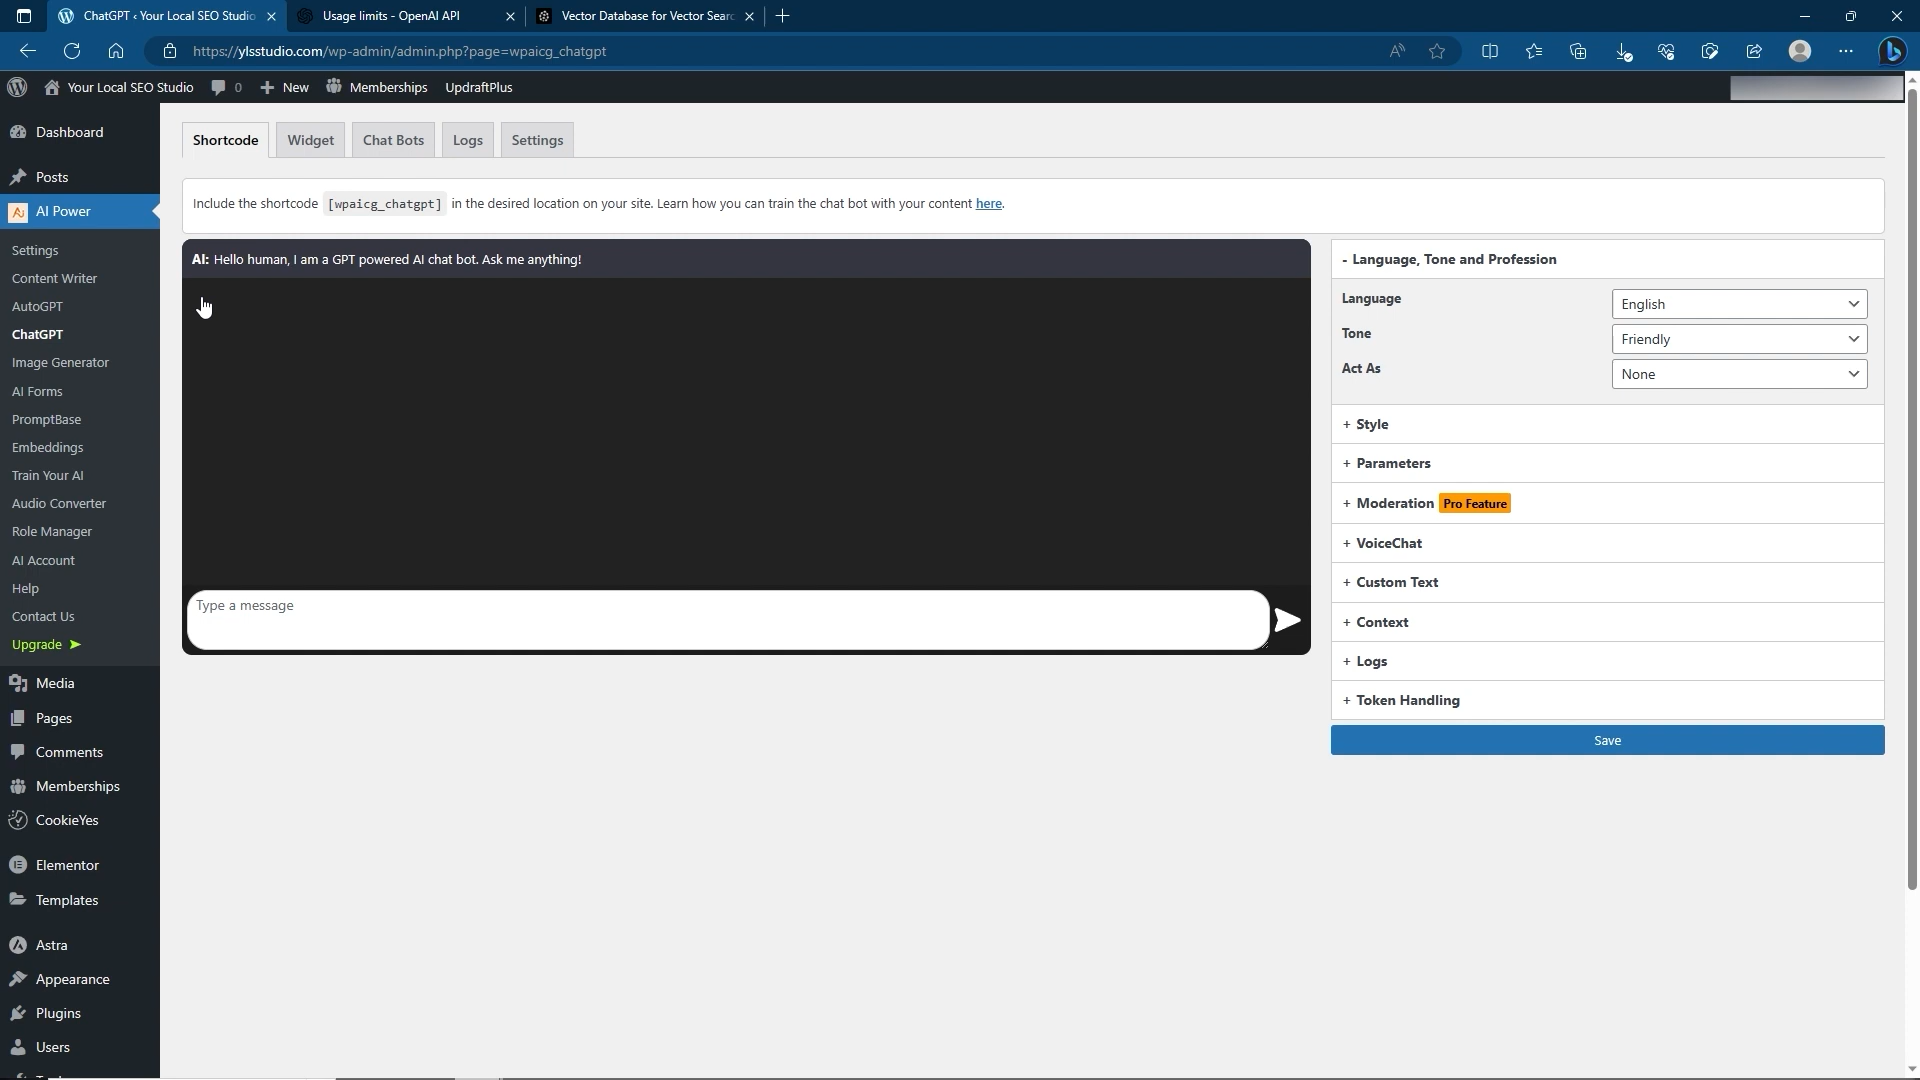 ChatGPT ‹ Your Local SEO Studio
Usage limits - OpenAI API
Vector Database for Vector Searc
https://ylsstudio.com/wp-admin/admin.php?page=wpaicg_chatgpt
Your Local SEO Studio
0
New
Memberships
UpdraftPlus
Dashboard
Posts
AI Power
Settings
Content Writer
AutoGPT
ChatGPT
Image Generator
AI Forms
PromptBase
Embeddings
Train Your AI
Audio Converter
Role Manager
AI Account
Help
Contact Us
Upgrade ➤
Media
Pages
Comments
Memberships
CookieYes
Elementor
Templates
Astra
Appearance
Plugins
Users
Shortcode
Widget
Chat Bots
Logs
Settings
Include the shortcode [wpaicg_chatgpt] in the desired location on your site. Learn how you can train the chat bot with your content here.
AI: Hello human, I am a GPT powered AI chat bot. Ask me anything!
Type a message
- Language, Tone and Profession
Language
English
Tone
Friendly
Act As
None
+ Style
+ Parameters
+ Moderation Pro Feature
+ VoiceChat
+ Custom Text
+ Context
+ Logs
+ Token Handling
Save